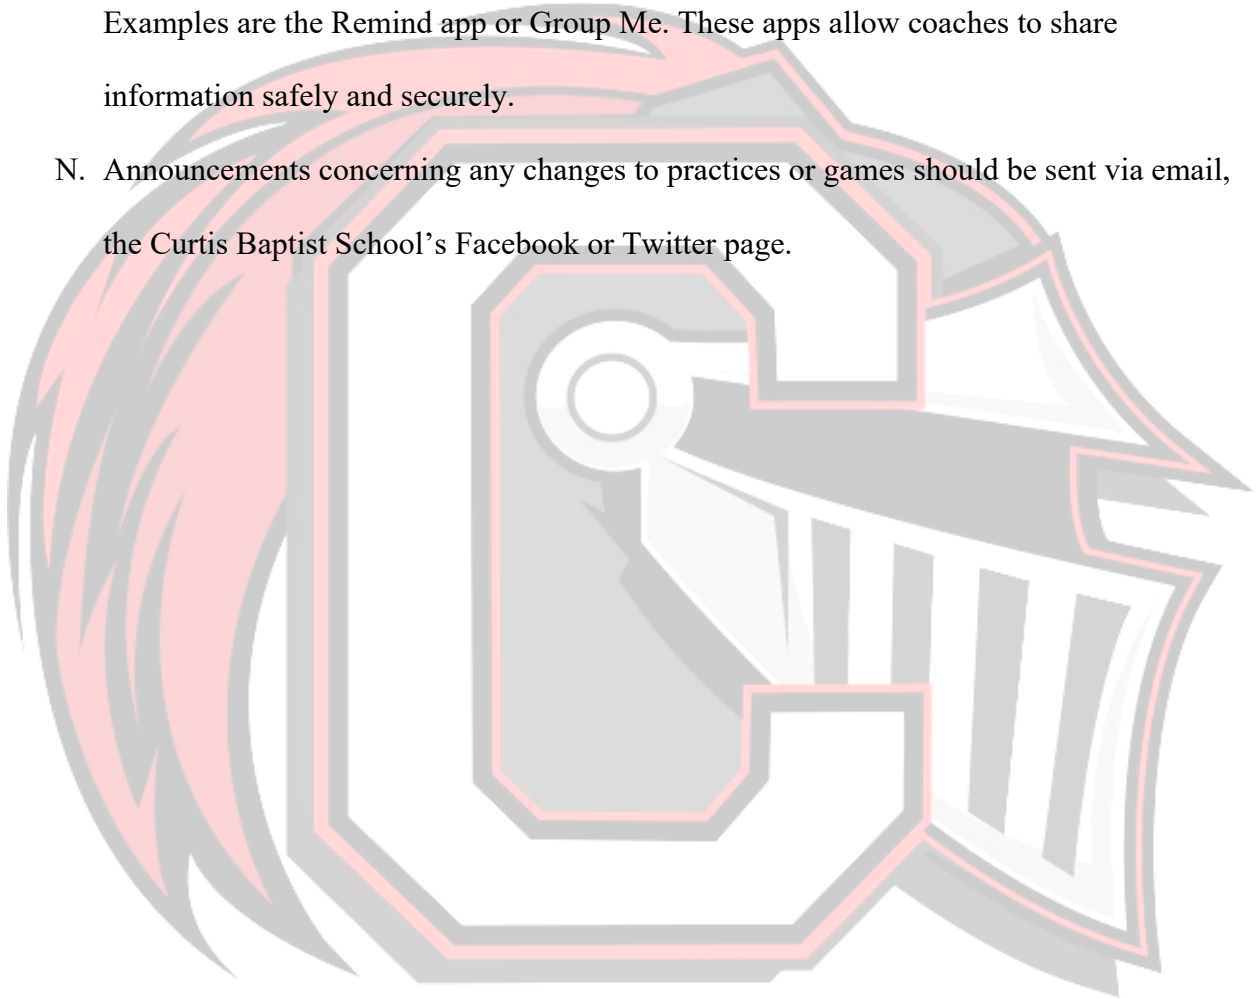 Examples are the Remind app or Group Me. These apps allow coaches to share
information safely and securely.
N. Announcements concerning any changes to practices or games should be sent via email,
the Curtis Baptist School’s Facebook or Twitter page.
C